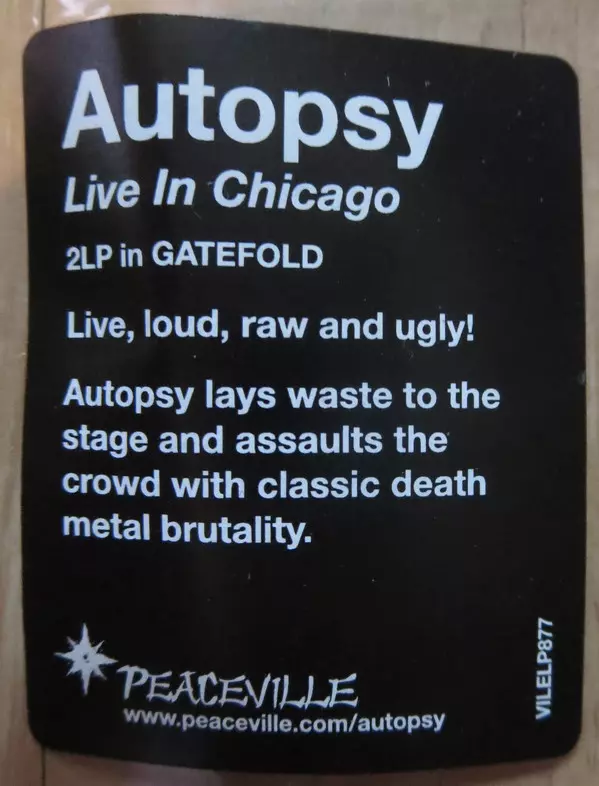 Autopsy
Live In Chicago
2LP in GATEFOLD
Live, loud, raw and ugly!
Autopsy lays waste to the
stage and assaults the
crowd with classic death
metal brutality.
PEACEVILLE
www.peaceville.com/autopsy
VILELP877